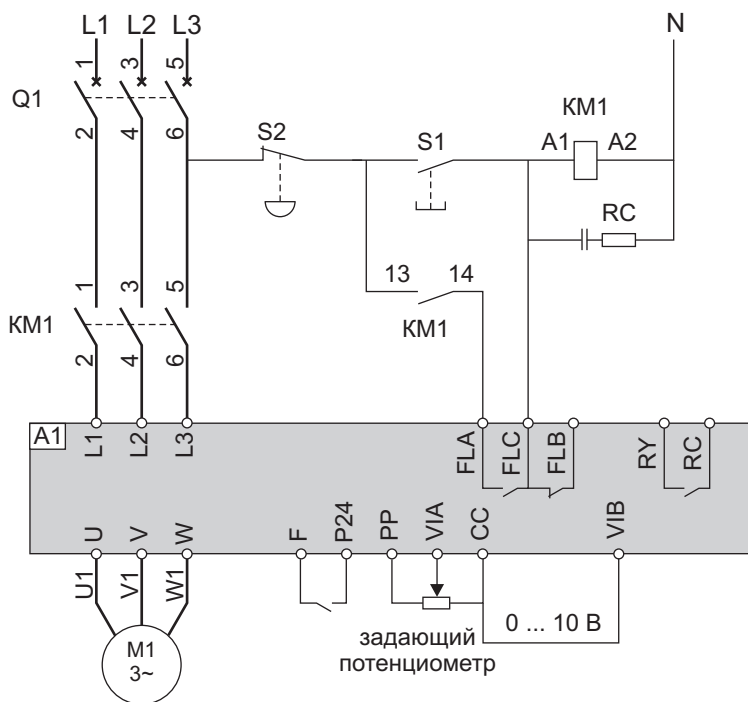 L1 L2 L3 N
1 3 5
Q1
2 4 6
S2 S1 КМ1
A1 A2
RC
13 14
КМ1
1 3 5
КМ1
2 4 6
A1
L1 L2 L3 FLA FLC FLB RY RC
U V W F P24 PP VIA CC VIB
U1 V1 W1
0 ... 10 В
задающий
потенциометр
М1
3~